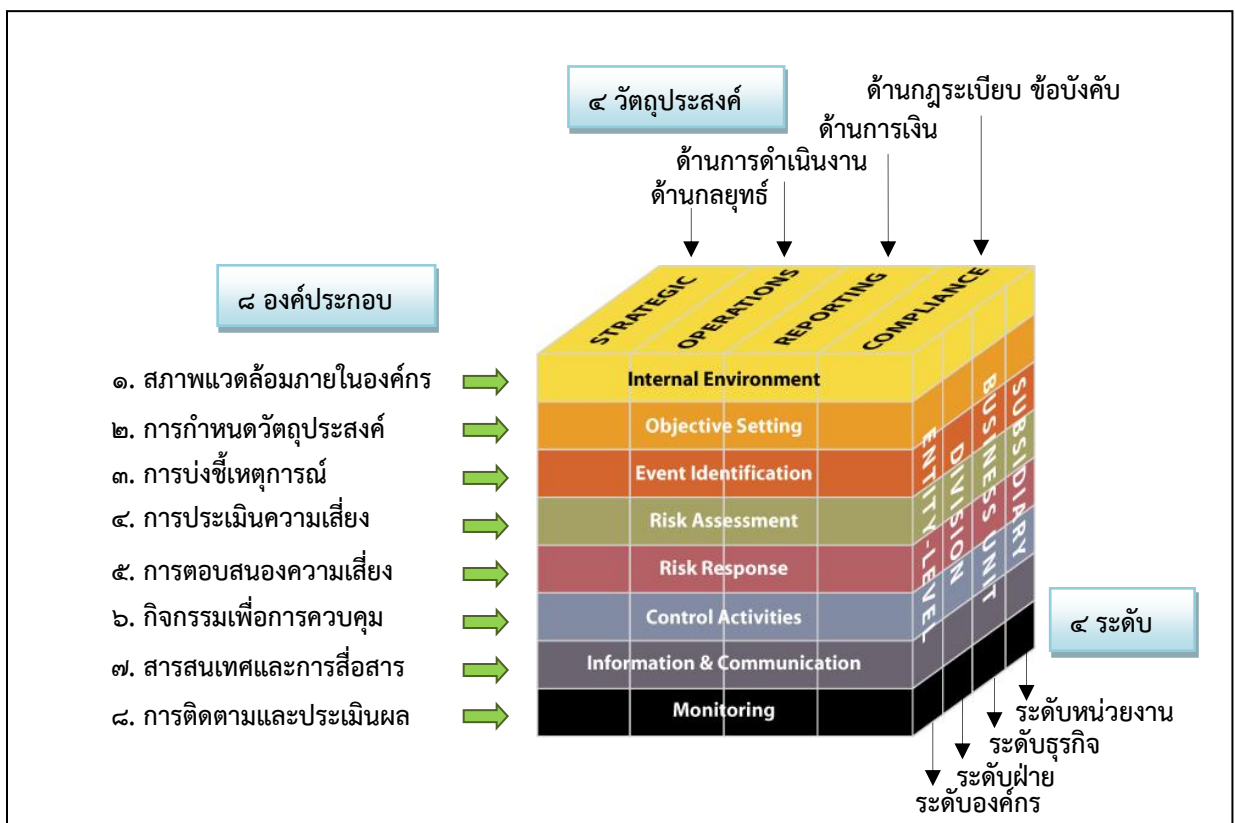 ๔ วัตถุประสงค์
ด้านกฎระเบียบ ข้อบังคับ
ด้านการเงิน
ด้านการดำเนินงาน
ด้านกลยุทธ์
๘ องค์ประกอบ
STRATEGIC
OPERATIONS
REPORTING
COMPLIANCE
๑. สภาพแวดล้อมภายในองค์กร
Internal Environment
๒. การกำหนดวัตถุประสงค์
Objective Setting
๓. การบ่งชี้เหตุการณ์
Event Identification
๔. การประเมินความเสี่ยง
Risk Assessment
๕. การตอบสนองความเสี่ยง
Risk Response
๖. กิจกรรมเพื่อการควบคุม
Control Activities
๗. สารสนเทศและการสื่อสาร
Information & Communication
๘. การติดตามและประเมินผล
Monitoring
ENTITY-LEVEL
DIVISION
BUSINESS UNIT
SUBSIDIARY
๔ ระดับ
ระดับหน่วยงาน
ระดับธุรกิจ
ระดับฝ่าย
ระดับองค์กร